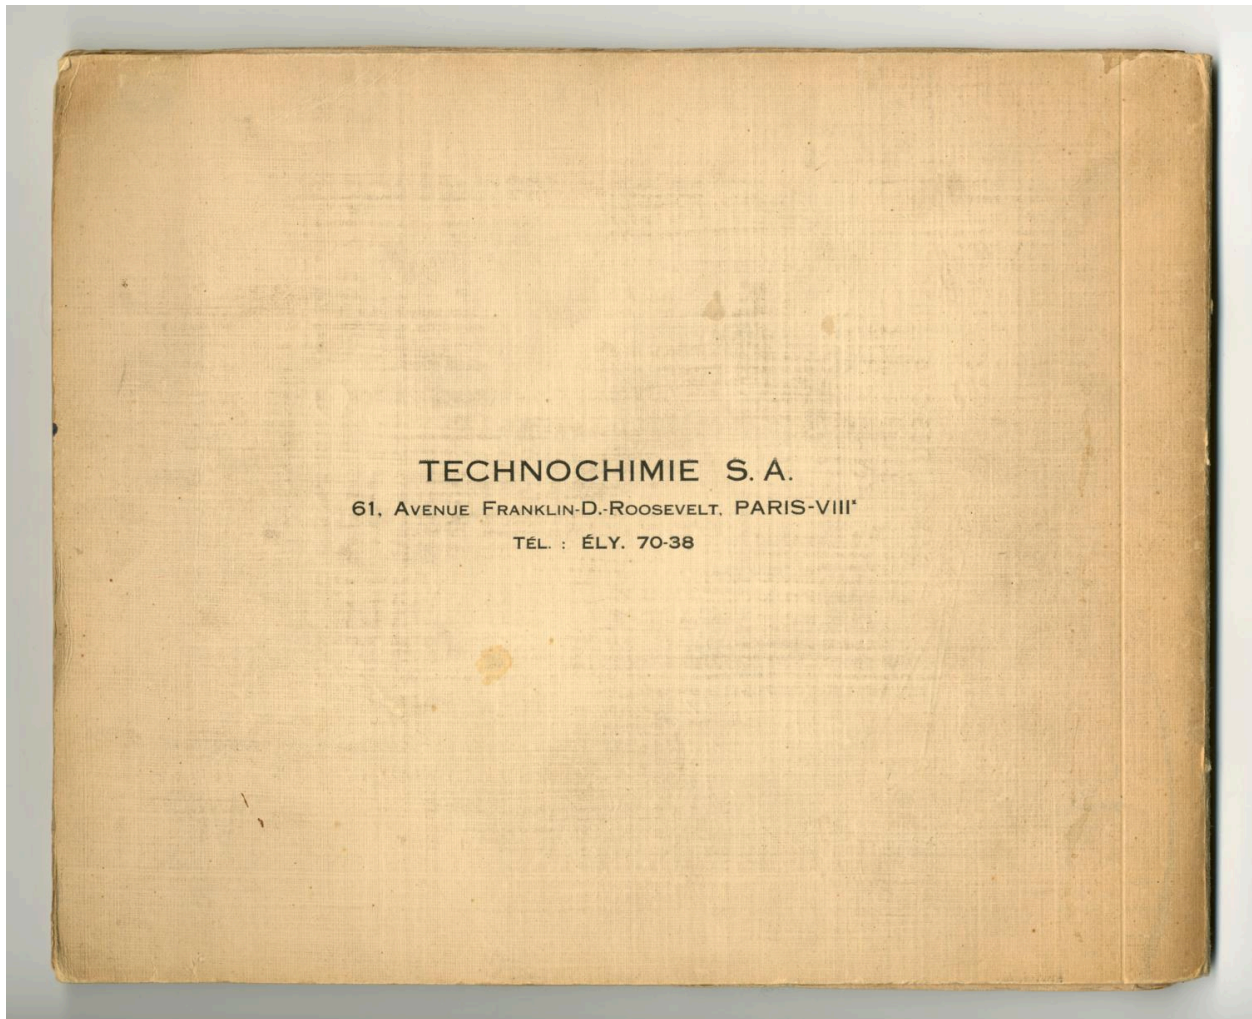 TECHNOCHIMIE S. A.
61, AVENUE FRANKLIN-D.-ROOSEVELT, PARIS-VIIIᵉ
TÉL. : ÉLY. 70-38